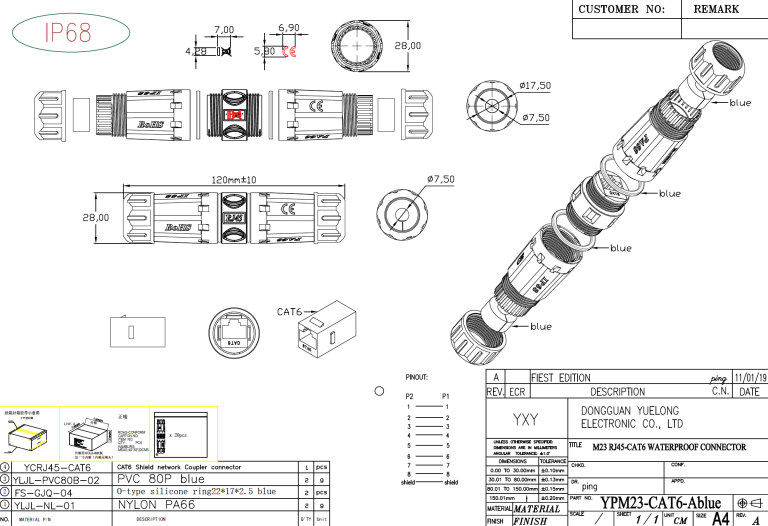 CUSTOMER NO: REMARK
IP68
7,00
6,90
4,28
5,80
28,00
ø17,50
ø7,50
RoHS
IP68
CE
PA66
blue
120mm±10
28,00
ø7,50
RoHS
RJ45
CE
PA66
blue
blue
blue
CAT6
CAT6
PINOUT:
P2 P1
1 1
2 2
3 3
4 4
5 5
6 6
7 7
8 8
shield shield
A FIEST EDITION ping 11/01/19
REV. ECR DESCRIPTION C.N. DATE
YXY
DONGGUAN YUELONG
ELECTRONIC CO., LTD
UNLESS OTHERWISE SPECIFIED:
DIMENSIONS ARE IN MILLIMETERS
ANGULAR TOLERANCE: ±1.0°
TITLE M23 RJ45-CAT6 WATERPROOF CONNECTOR
DIMENSIONS TOLERANCE
0.00 TO 30.00mm ±0.10mm
30.01 TO 80.00mm ±0.13mm
80.01 TO 150.00mm ±0.15mm
150.01mm ±0.20mm
CHKD. CONF.
DR. ping APPD.
PART NO. YPM23-CAT6-Ablue
MATERIAL MATERIAL
FINISH FINISH
SCALE / SHEET 1/1 UNIT CM SIZE A4 REV. A
正线
x 20pcs
4 YCRJ45-CAT6 CAT6 Shield network Coupler connector 1 pcs
3 YLJL-PVC80B-02 PVC 80P blue 2 g
2 FS-GJQ-04 O-type silicone ring22*17*2.5 blue 2 pcs
1 YLJL-NL-01 NYLON PA66 2 g
NO. MATERIAL P/N DESCRIPTION Q'TY Unit